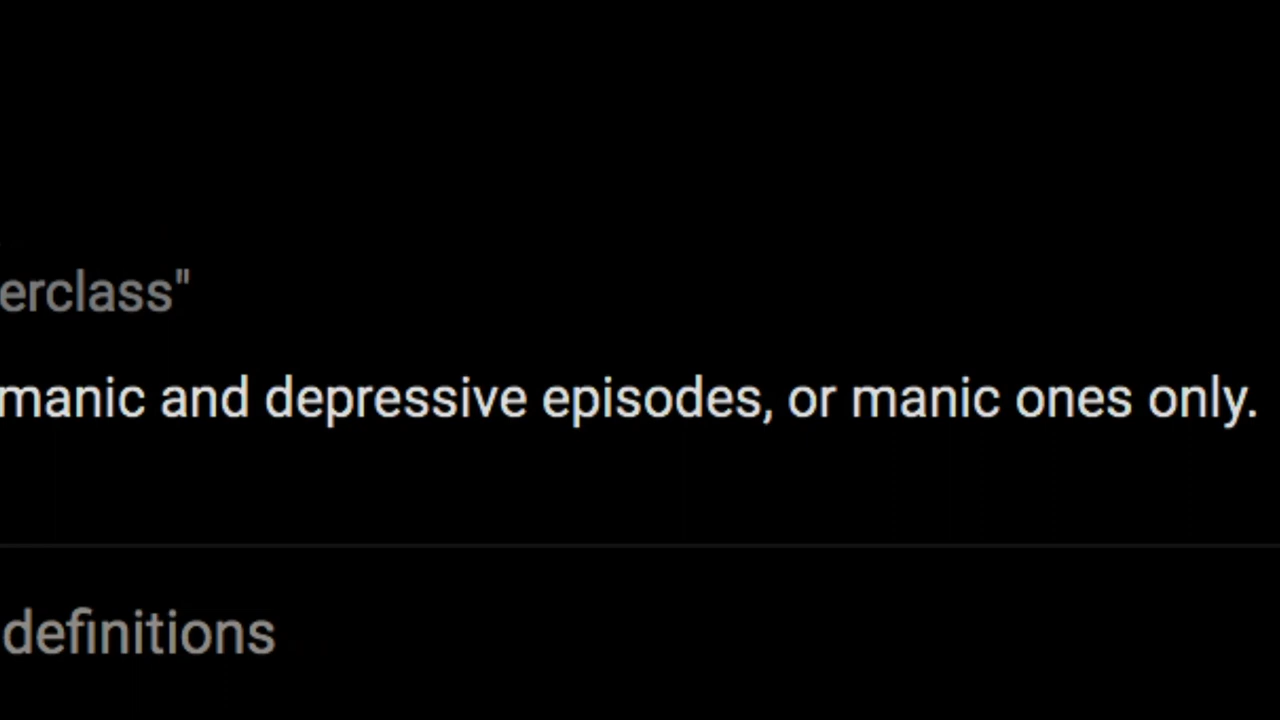 erclass"
manic and depressive episodes, or manic ones only.
definitions